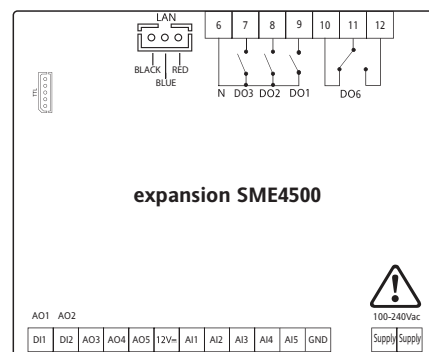 LAN
6 7 8 9 10 11 12
BLACK RED
BLUE
N DO3 DO2 DO1 DO6
TTL
expansion SME4500
100-240Vac
AO1 AO2
DI1 DI2 AO3 AO4 AO5 12V⎓ AI1 AI2 AI3 AI4 AI5 GND Supply Supply